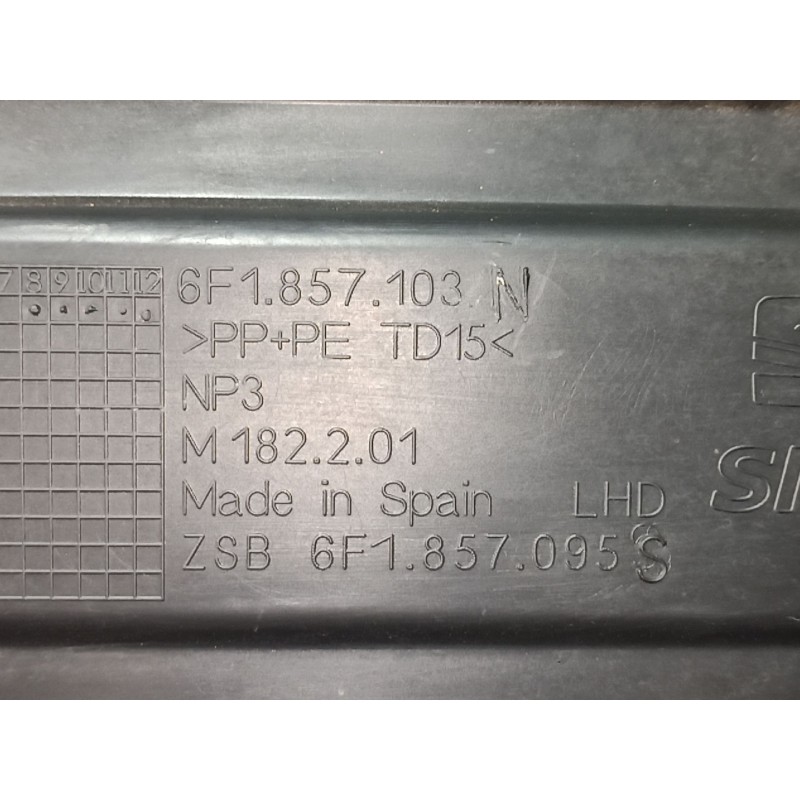 7 8 9 10 11 12
6F1.857.103 N
>PP+PE TD15<
NP3
M 182.2.01
Made in Spain LHD
ZSB 6F1.857.095 S